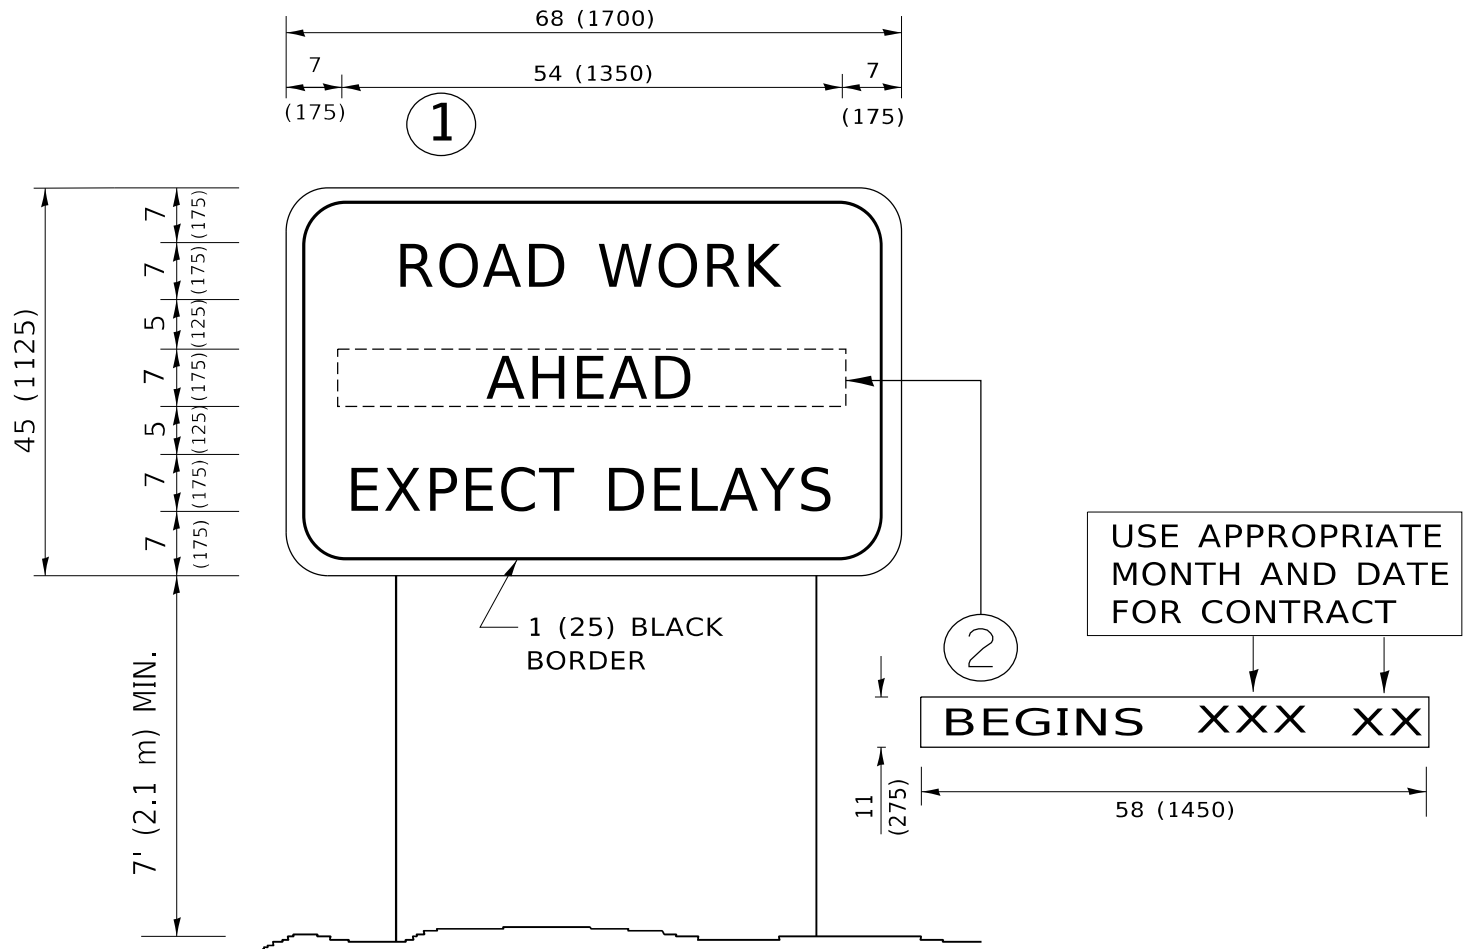 68 (1700)
7
54 (1350)
7
(175)
(175)
1
ROAD WORK
AHEAD
EXPECT DELAYS
45 (1125)
7 (175)
7 (175)
5 (125)
7 (175)
5 (125)
7 (175)
7 (175)
7' (2.1 m) MIN.
1 (25) BLACK
BORDER
2
USE APPROPRIATE
MONTH AND DATE
FOR CONTRACT
BEGINS XXX XX
11
(275)
58 (1450)